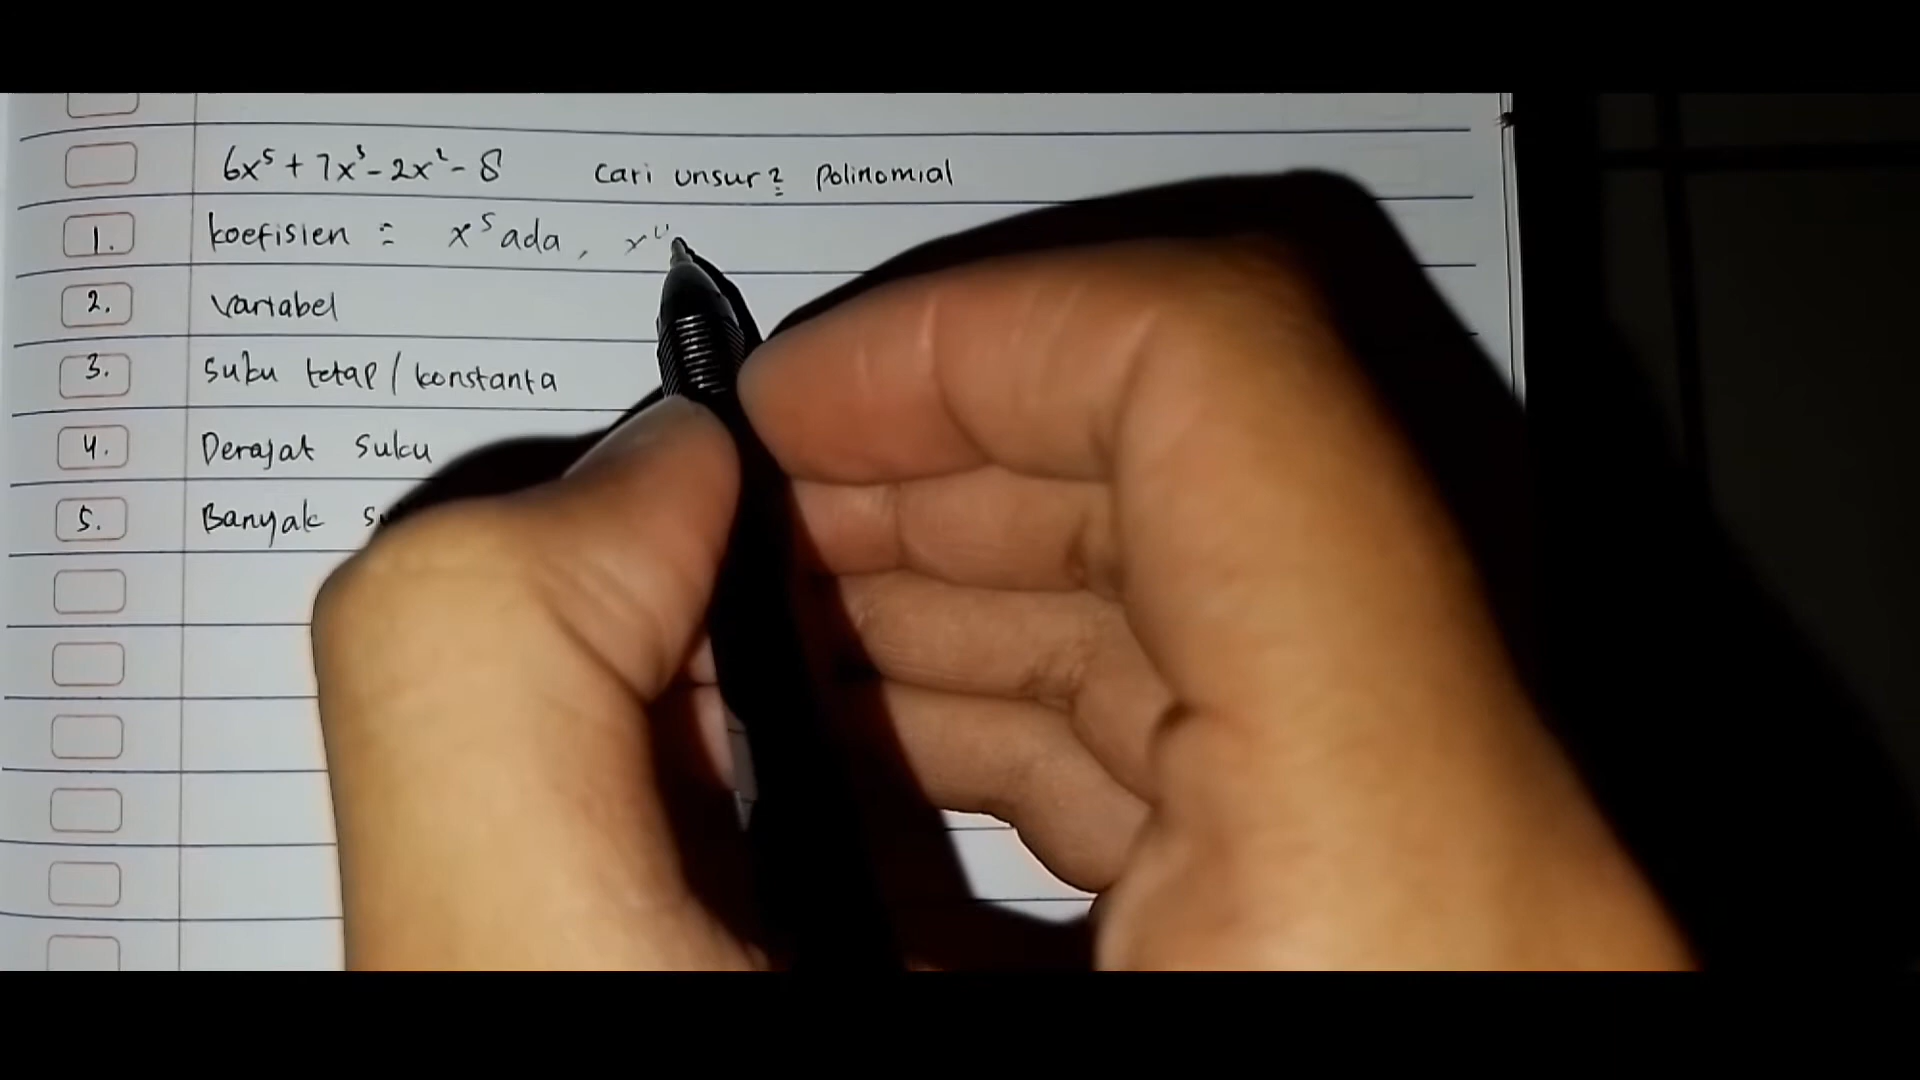 6x⁵ + 7x³ - 2x² - 8 Cari unsur² Polinomial
1. koefisien = x⁵ ada, x⁴
2. Variabel
3. Suku tetap / konstanta
4. Derajat Suku
5. Banyak